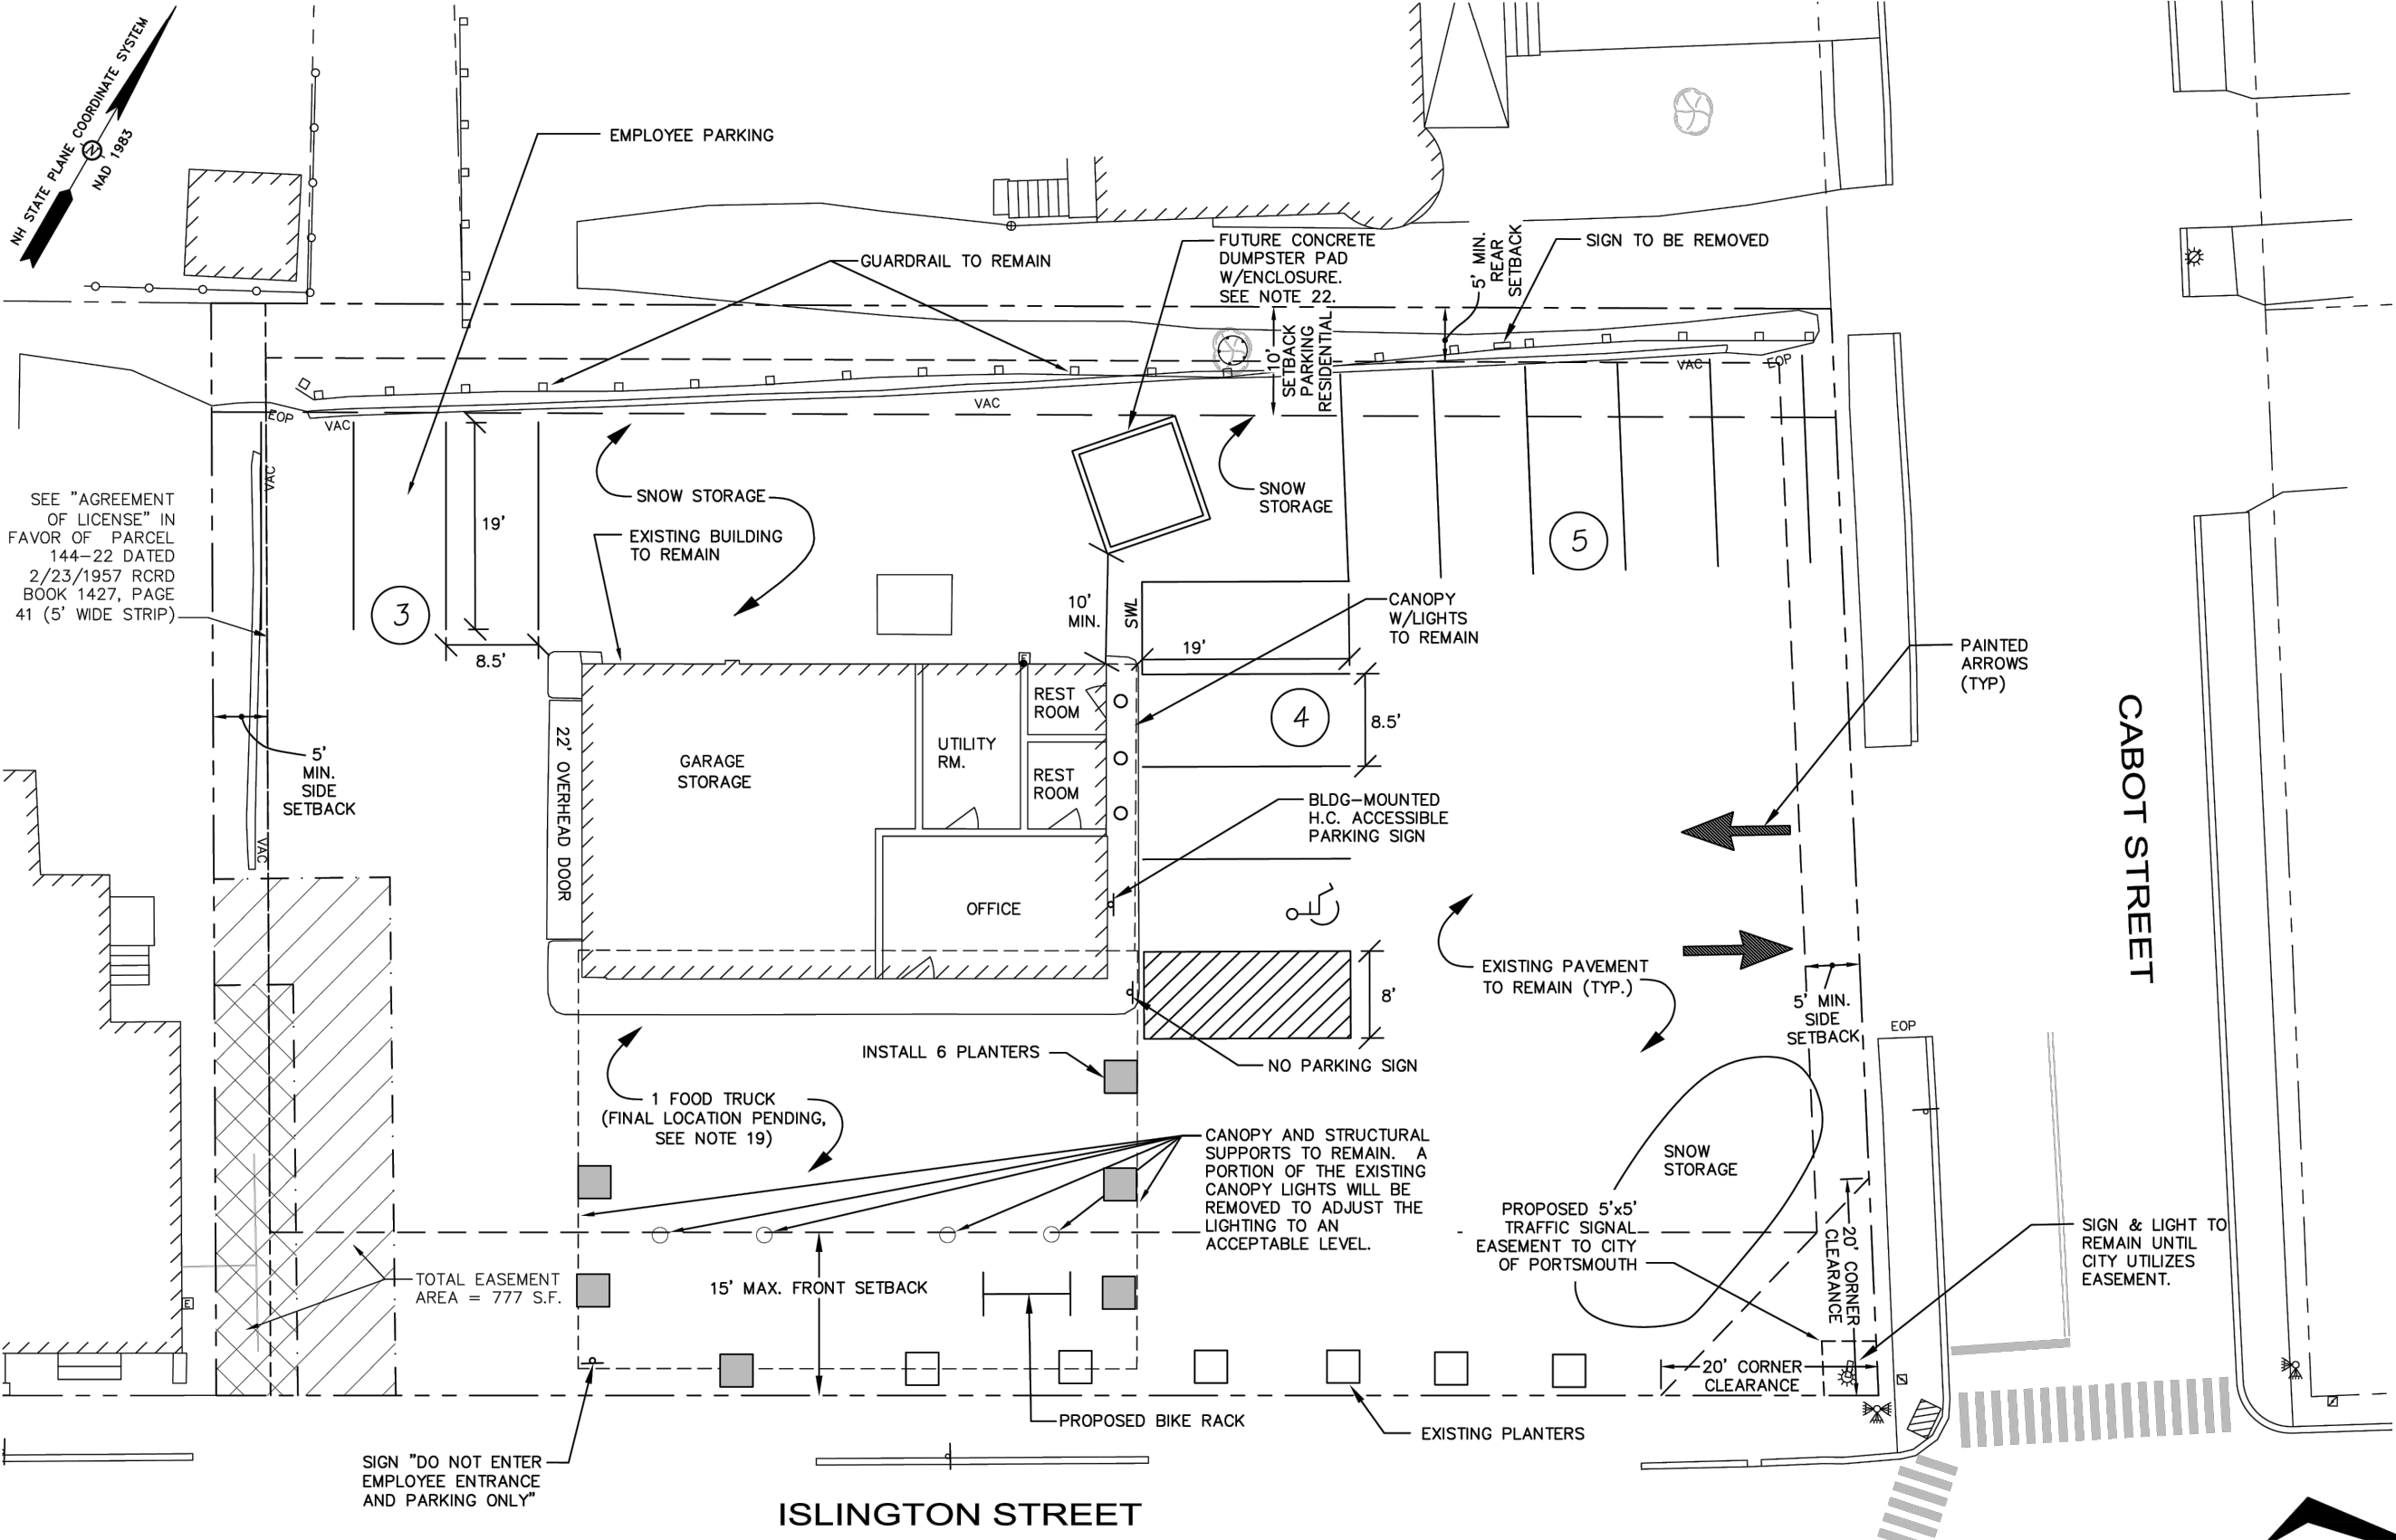 NH STATE PLANE COORDINATE SYSTEM
N
NAD 1983
EMPLOYEE PARKING
GUARDRAIL TO REMAIN
FUTURE CONCRETE
DUMPSTER PAD
W/ENCLOSURE.
SEE NOTE 22.
5' MIN.
REAR
SETBACK
SIGN TO BE REMOVED
10'
SETBACK
PARKING
RESIDENTIAL
EOP
VAC
VAC
VAC
EOP
VAC
SEE "AGREEMENT
OF LICENSE" IN
FAVOR OF PARCEL
144-22 DATED
2/23/1957 RCRD
BOOK 1427, PAGE
41 (5' WIDE STRIP)
3
19'
8.5'
SNOW STORAGE
EXISTING BUILDING
TO REMAIN
SNOW
STORAGE
5
10'
MIN.
SWL
CANOPY
W/LIGHTS
TO REMAIN
19'
PAINTED
ARROWS
(TYP)
CABOT STREET
E
REST
ROOM
4
8.5'
5'
MIN.
SIDE
SETBACK
22' OVERHEAD DOOR
GARAGE
STORAGE
UTILITY
RM.
REST
ROOM
VAC
BLDG-MOUNTED
H.C. ACCESSIBLE
PARKING SIGN
OFFICE
EXISTING PAVEMENT
TO REMAIN (TYP.)
8'
5' MIN.
SIDE
SETBACK
EOP
INSTALL 6 PLANTERS
NO PARKING SIGN
1 FOOD TRUCK
(FINAL LOCATION PENDING,
SEE NOTE 19)
CANOPY AND STRUCTURAL
SUPPORTS TO REMAIN. A
PORTION OF THE EXISTING
CANOPY LIGHTS WILL BE
REMOVED TO ADJUST THE
LIGHTING TO AN
ACCEPTABLE LEVEL.
SNOW
STORAGE
PROPOSED 5'x5'
TRAFFIC SIGNAL
EASEMENT TO CITY
OF PORTSMOUTH
20' CORNER
CLEARANCE
SIGN & LIGHT TO
REMAIN UNTIL
CITY UTILIZES
EASEMENT.
TOTAL EASEMENT
AREA = 777 S.F.
E
15' MAX. FRONT SETBACK
20' CORNER
CLEARANCE
PROPOSED BIKE RACK
EXISTING PLANTERS
SIGN "DO NOT ENTER
EMPLOYEE ENTRANCE
AND PARKING ONLY"
ISLINGTON STREET